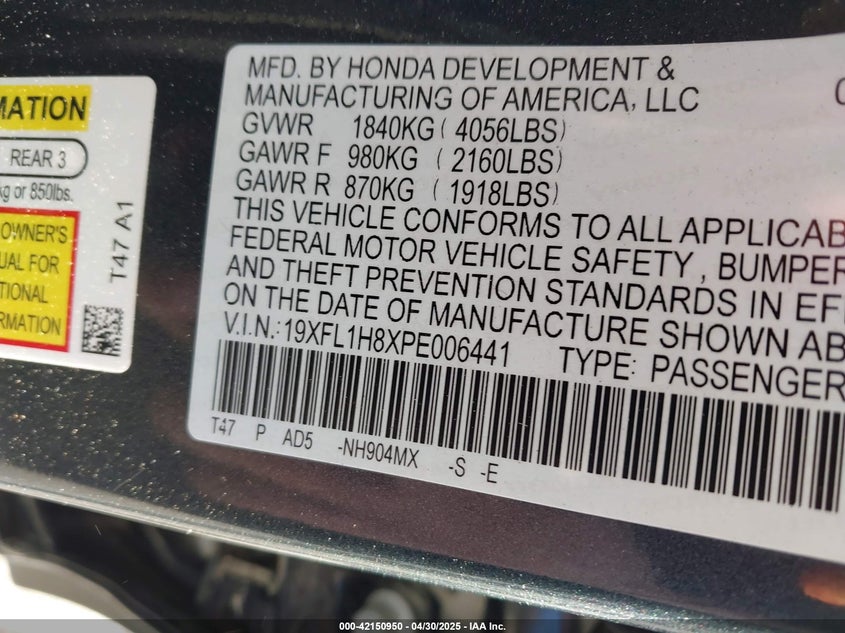 MATION
REAR 3
kg or 850lbs.
OWNER'S
UAL FOR
TIONAL
RMATION
T47 A1
MFD. BY HONDA DEVELOPMENT &
MANUFACTURING OF AMERICA, LLC
GVWR 1840KG ( 4056LBS)
GAWR F 980KG ( 2160LBS)
GAWR R 870KG ( 1918LBS)
THIS VEHICLE CONFORMS TO ALL APPLICAB
FEDERAL MOTOR VEHICLE SAFETY , BUMPER
AND THEFT PREVENTION STANDARDS IN EFF
ON THE DATE OF MANUFACTURE SHOWN AB
V.I.N.:19XFL1H8XPE006441 TYPE: PASSENGER
T47 P AD5 -NH904MX -S -E
000-42150950 - 04/30/2025 - IAA Inc.